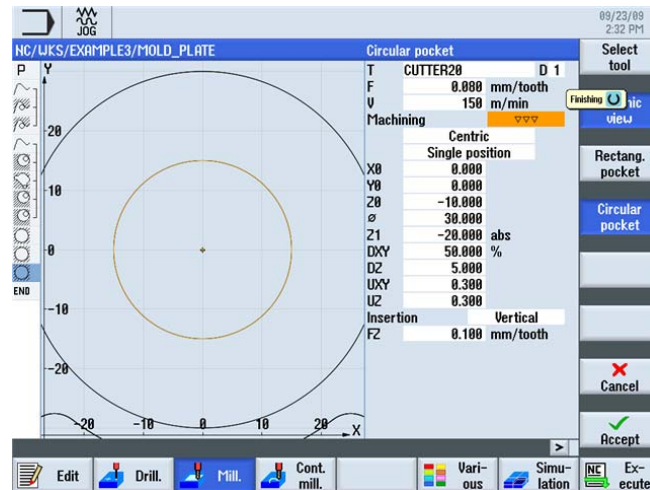 JOG
09/23/09
2:32 PM
NC/WKS/EXAMPLE3/MOLD_PLATE
Circular pocket
Select
tool
P
Y
T CUTTER20 D 1
F 0.080 mm/tooth
V 150 m/min
Finishing
view
Machining ▽▽▽
Centric
Single position
Rectang.
pocket
X0 0.000
Y0 0.000
Z0 -10.000
ø 30.000
Circular
pocket
Z1 -20.000 abs
DXY 50.000 %
DZ 5.000
UXY 0.300
UZ 0.300
Insertion Vertical
FZ 0.100 mm/tooth
20
10
0
-10
-20
END
-20 -10 0 10 20 X
Cancel
Accept
>
Edit
Drill.
Mill.
Cont.
mill.
Vari-
ous
Simu-
lation
NC
Ex-
ecute